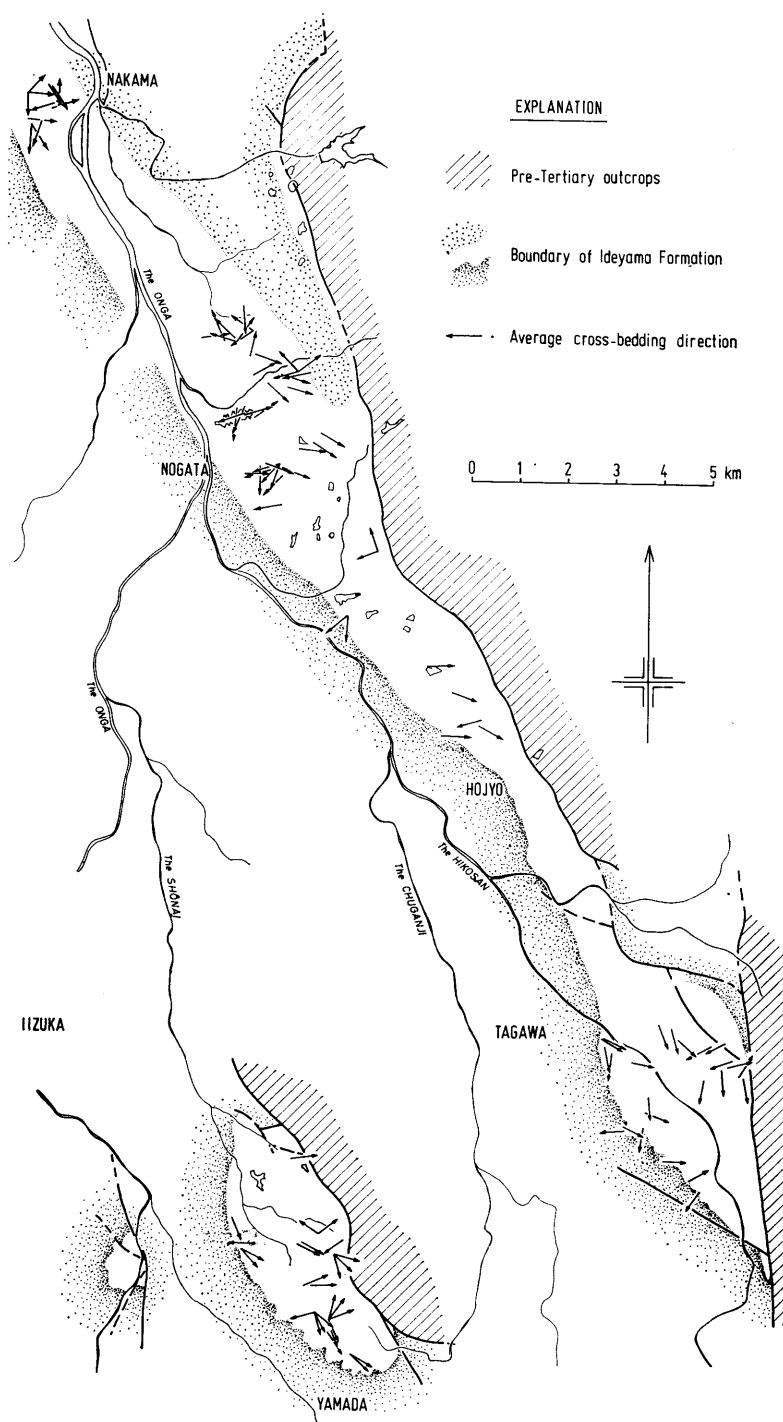 NAKAMA
EXPLANATION
Pre-Tertiary outcrops
Boundary of Ideyama Formation
Average cross-bedding direction
0 1 2 3 4 5 km
The ONGA
NOGATA
The ONGA
HOJYO
The SHŌNAI
The CHUGANJI
The HIKOSAN
IIZUKA
TAGAWA
YAMADA